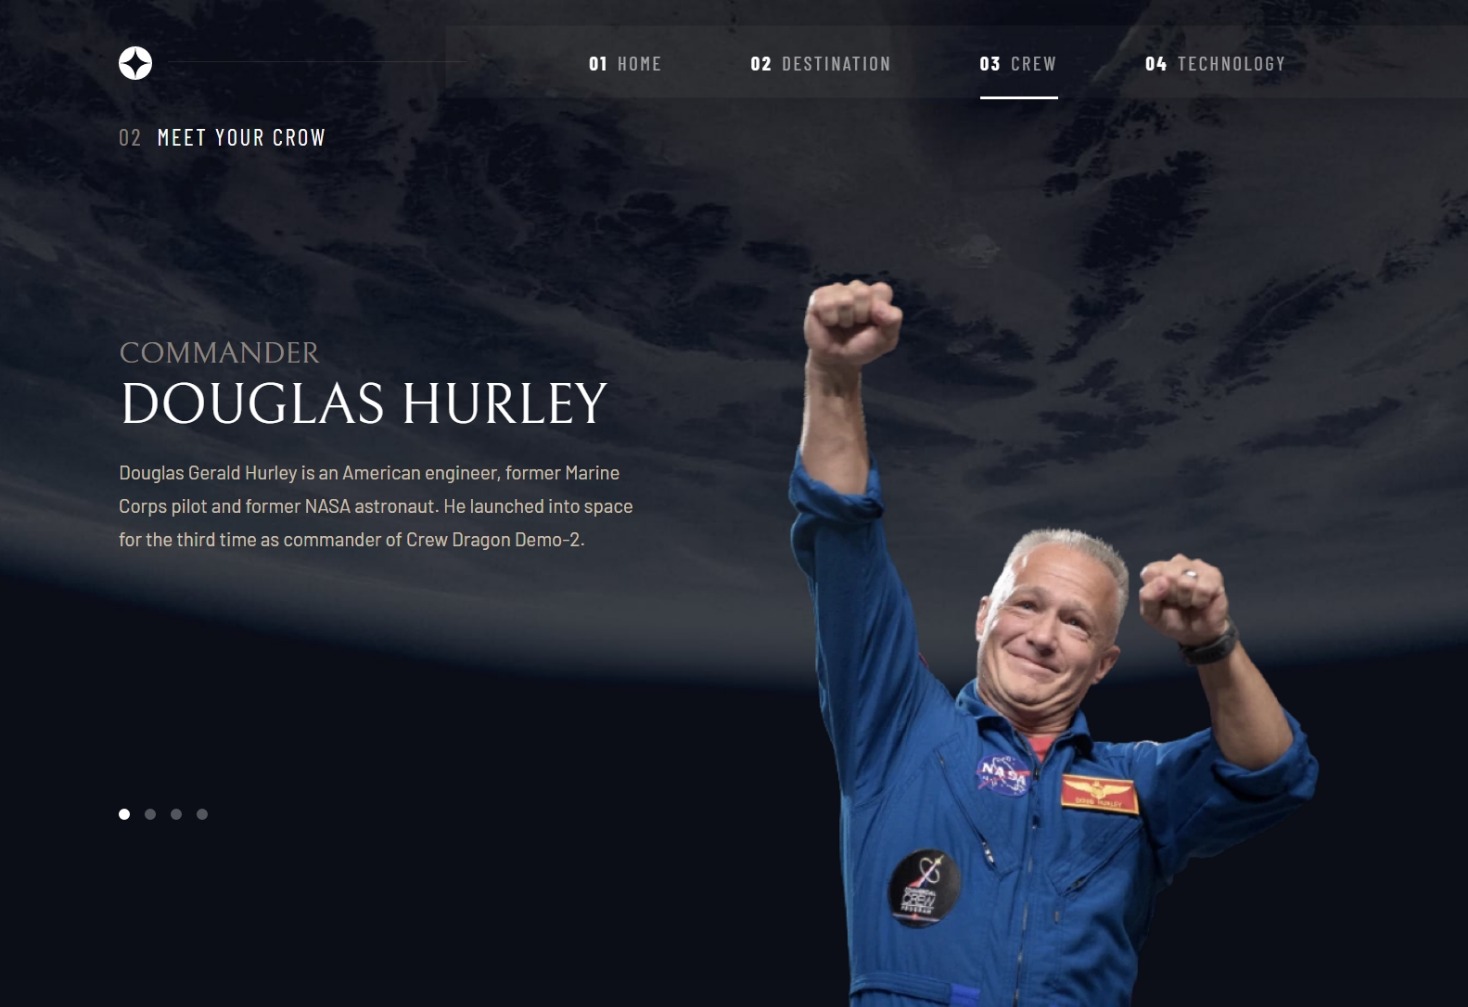 01 HOME
02 DESTINATION
03 CREW
04 TECHNOLOGY
02 MEET YOUR CROW
COMMANDER
DOUGLAS HURLEY
Douglas Gerald Hurley is an American engineer, former Marine
Corps pilot and former NASA astronaut. He launched into space
for the third time as commander of Crew Dragon Demo-2.
NASA
DOUG HURLEY
COMMERCIAL
CREW
PROGRAM